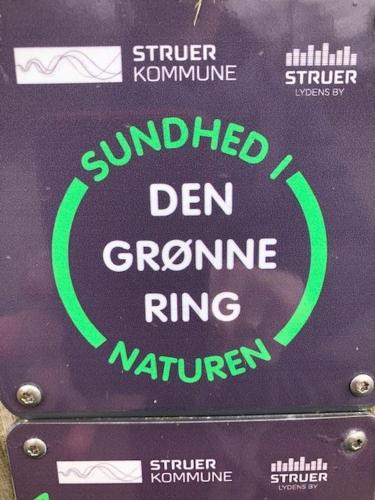 STRUER
KOMMUNE
STRUER
LYDENS BY
SUNDHED I
DEN
GRØNNE
RING
NATUREN
STRUER
KOMMUNE
STRUER
LYDENS BY